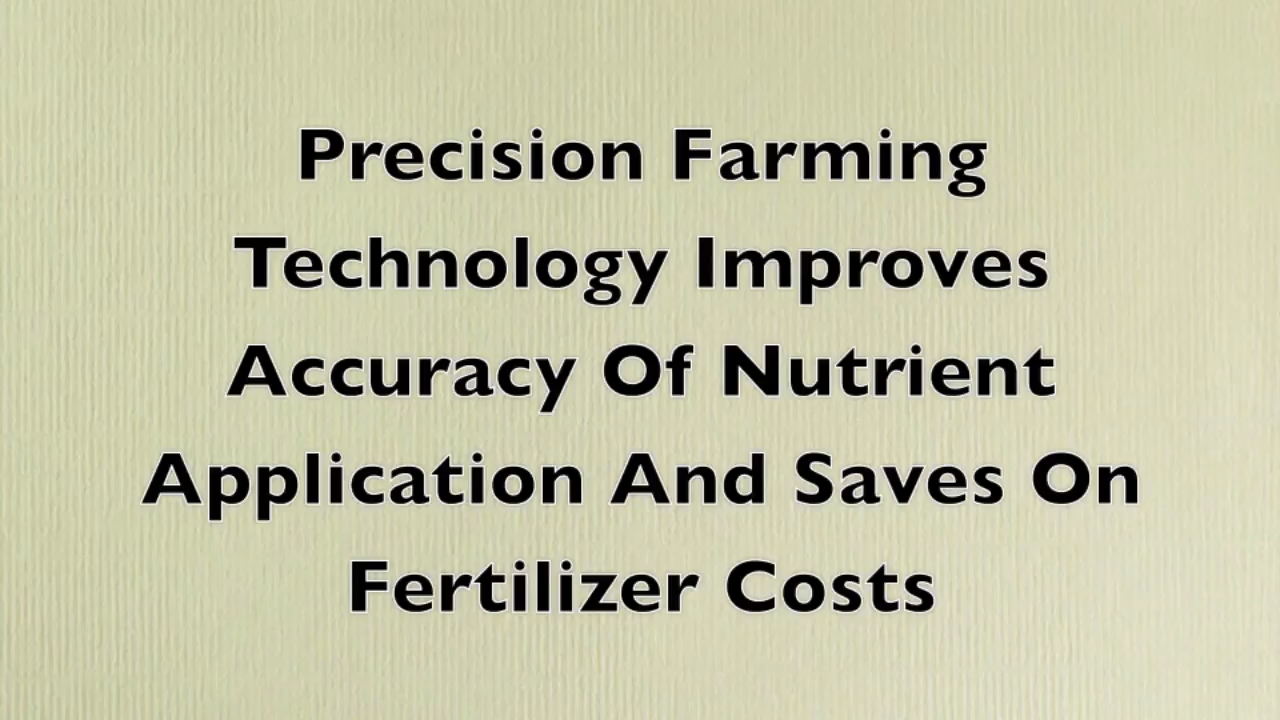 Precision Farming
Technology Improves
Accuracy Of Nutrient
Application And Saves On
Fertilizer Costs